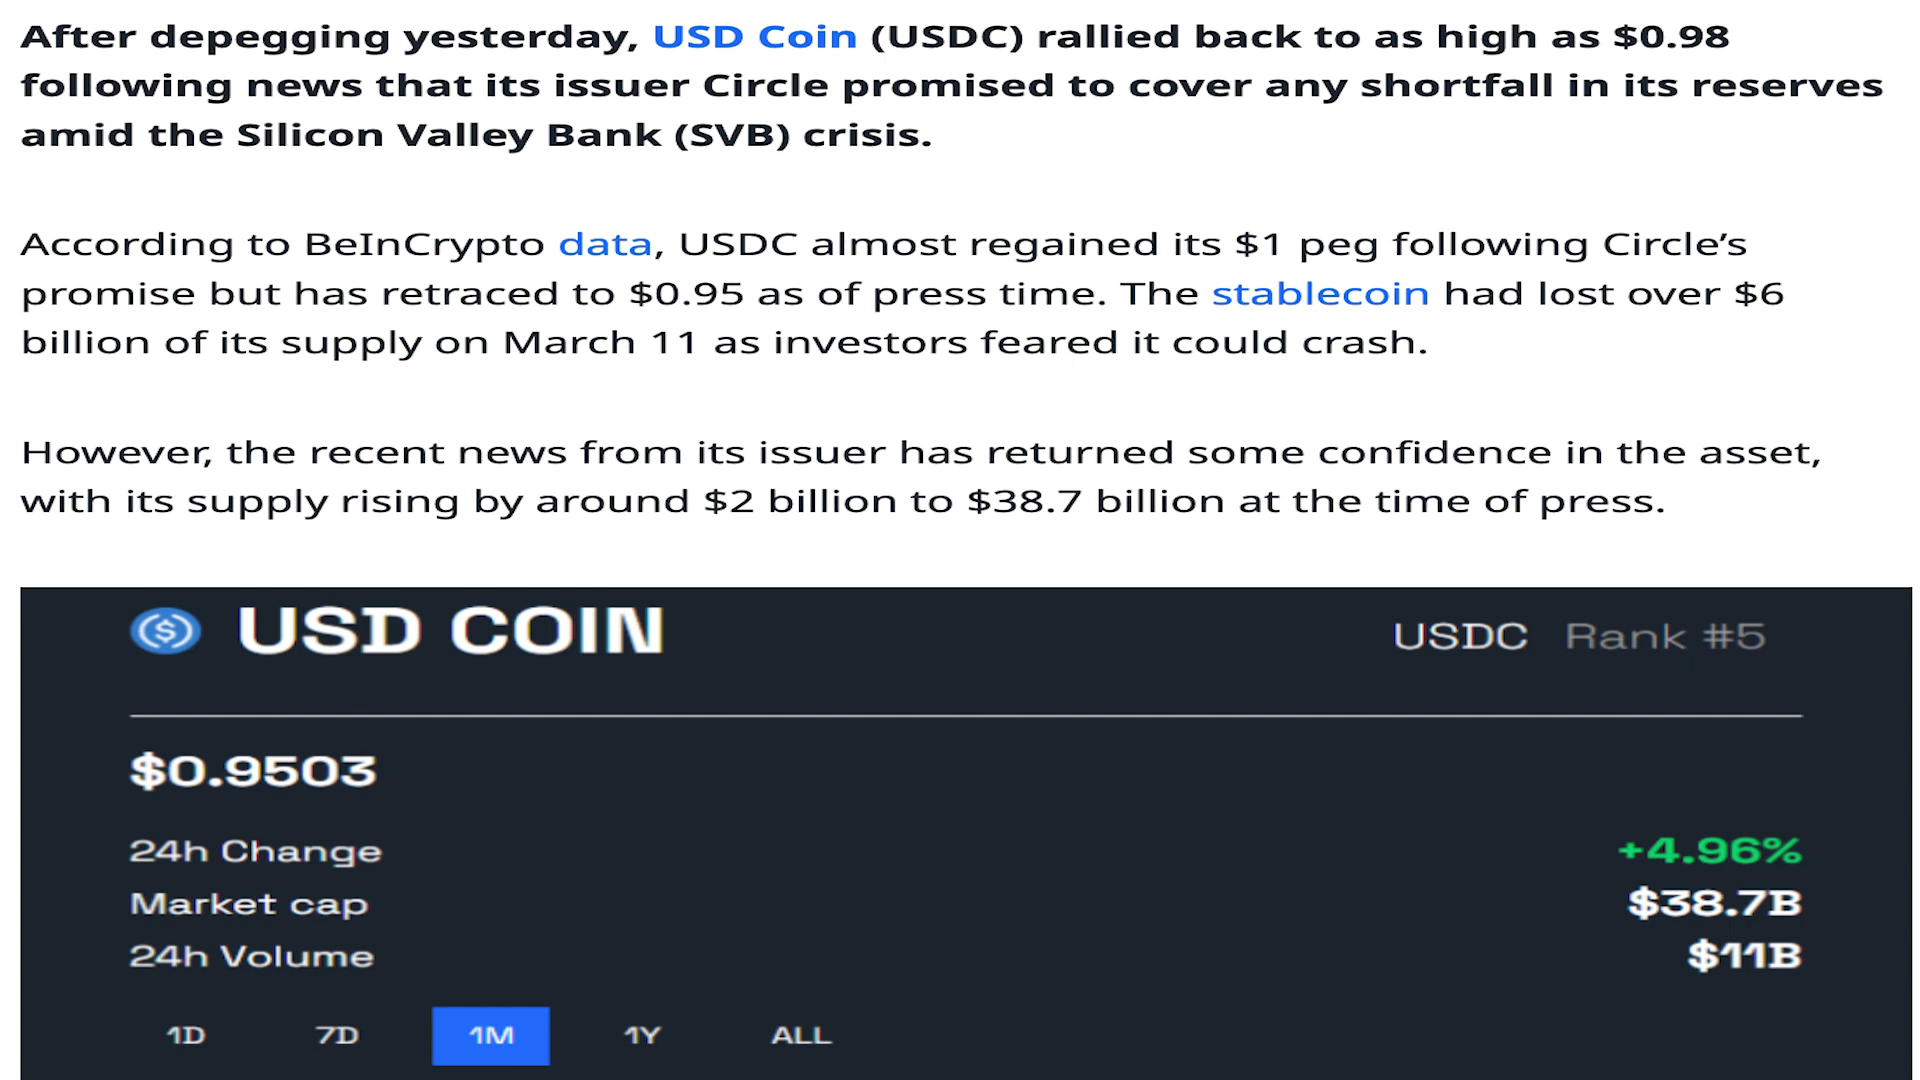 After depegging yesterday, USD Coin (USDC) rallied back to as high as $0.98
following news that its issuer Circle promised to cover any shortfall in its reserves
amid the Silicon Valley Bank (SVB) crisis.
According to BeInCrypto data, USDC almost regained its $1 peg following Circle’s
promise but has retraced to $0.95 as of press time. The stablecoin had lost over $6
billion of its supply on March 11 as investors feared it could crash.
However, the recent news from its issuer has returned some confidence in the asset,
with its supply rising by around $2 billion to $38.7 billion at the time of press.
USD COIN
USDC Rank #5
$0.9503
24h Change +4.96%
Market cap $38.7B
24h Volume $11B
1D 7D 1M 1Y ALL